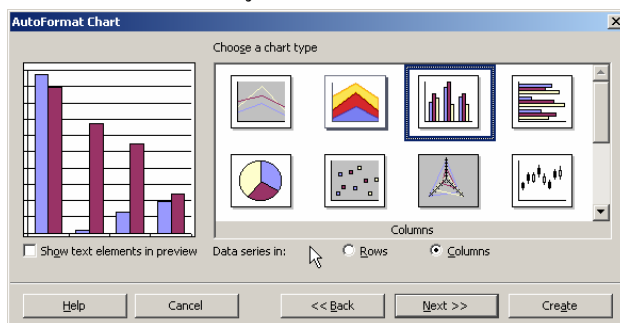 AutoFormat Chart
Choose a chart type
Columns
Show text elements in preview
Data series in:
Rows
Columns
Help
Cancel
<< Back
Next >>
Create